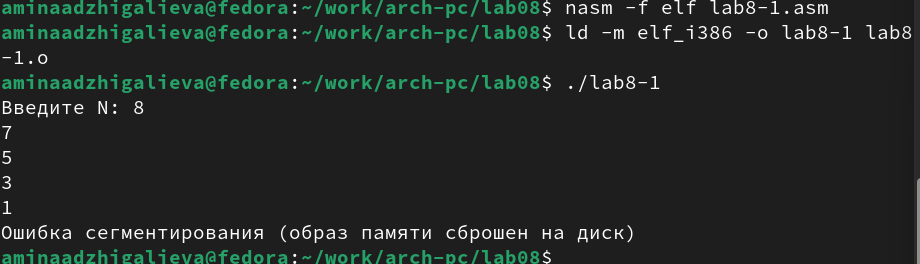 aminaadzhigalieva@fedora:~/work/arch-pc/lab08$ nasm -f elf lab8-1.asm
aminaadzhigalieva@fedora:~/work/arch-pc/lab08$ ld -m elf_i386 -o lab8-1 lab8
-1.o
aminaadzhigalieva@fedora:~/work/arch-pc/lab08$ ./lab8-1
Введите N: 8
7
5
3
1
Ошибка сегментирования (образ памяти сброшен на диск)
aminaadzhigalieva@fedora:~/work/arch-pc/lab08$